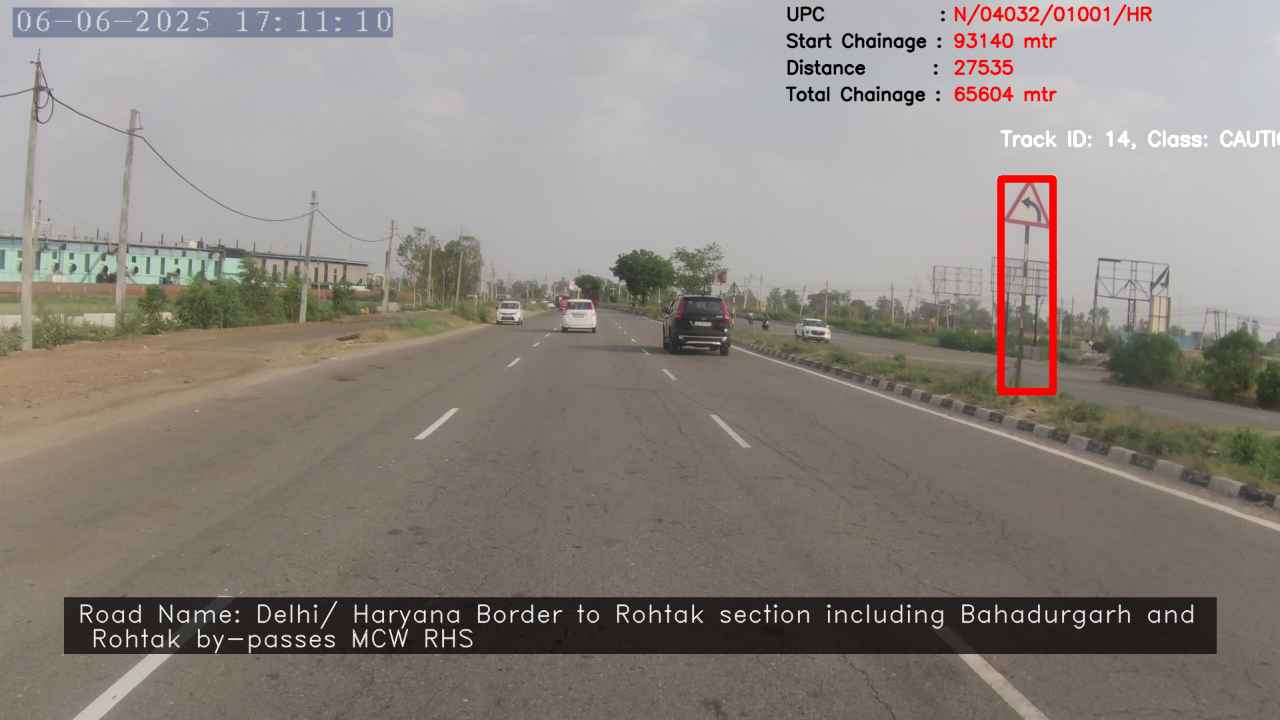 06-06-2025 17:11:10
UPC : N/04032/01001/HR
Start Chainage : 93140 mtr
Distance : 27535
Total Chainage : 65604 mtr
Track ID: 14, Class: CAUTIO
Road Name: Delhi/ Haryana Border to Rohtak section including Bahadurgarh and
Rohtak by-passes MCW RHS